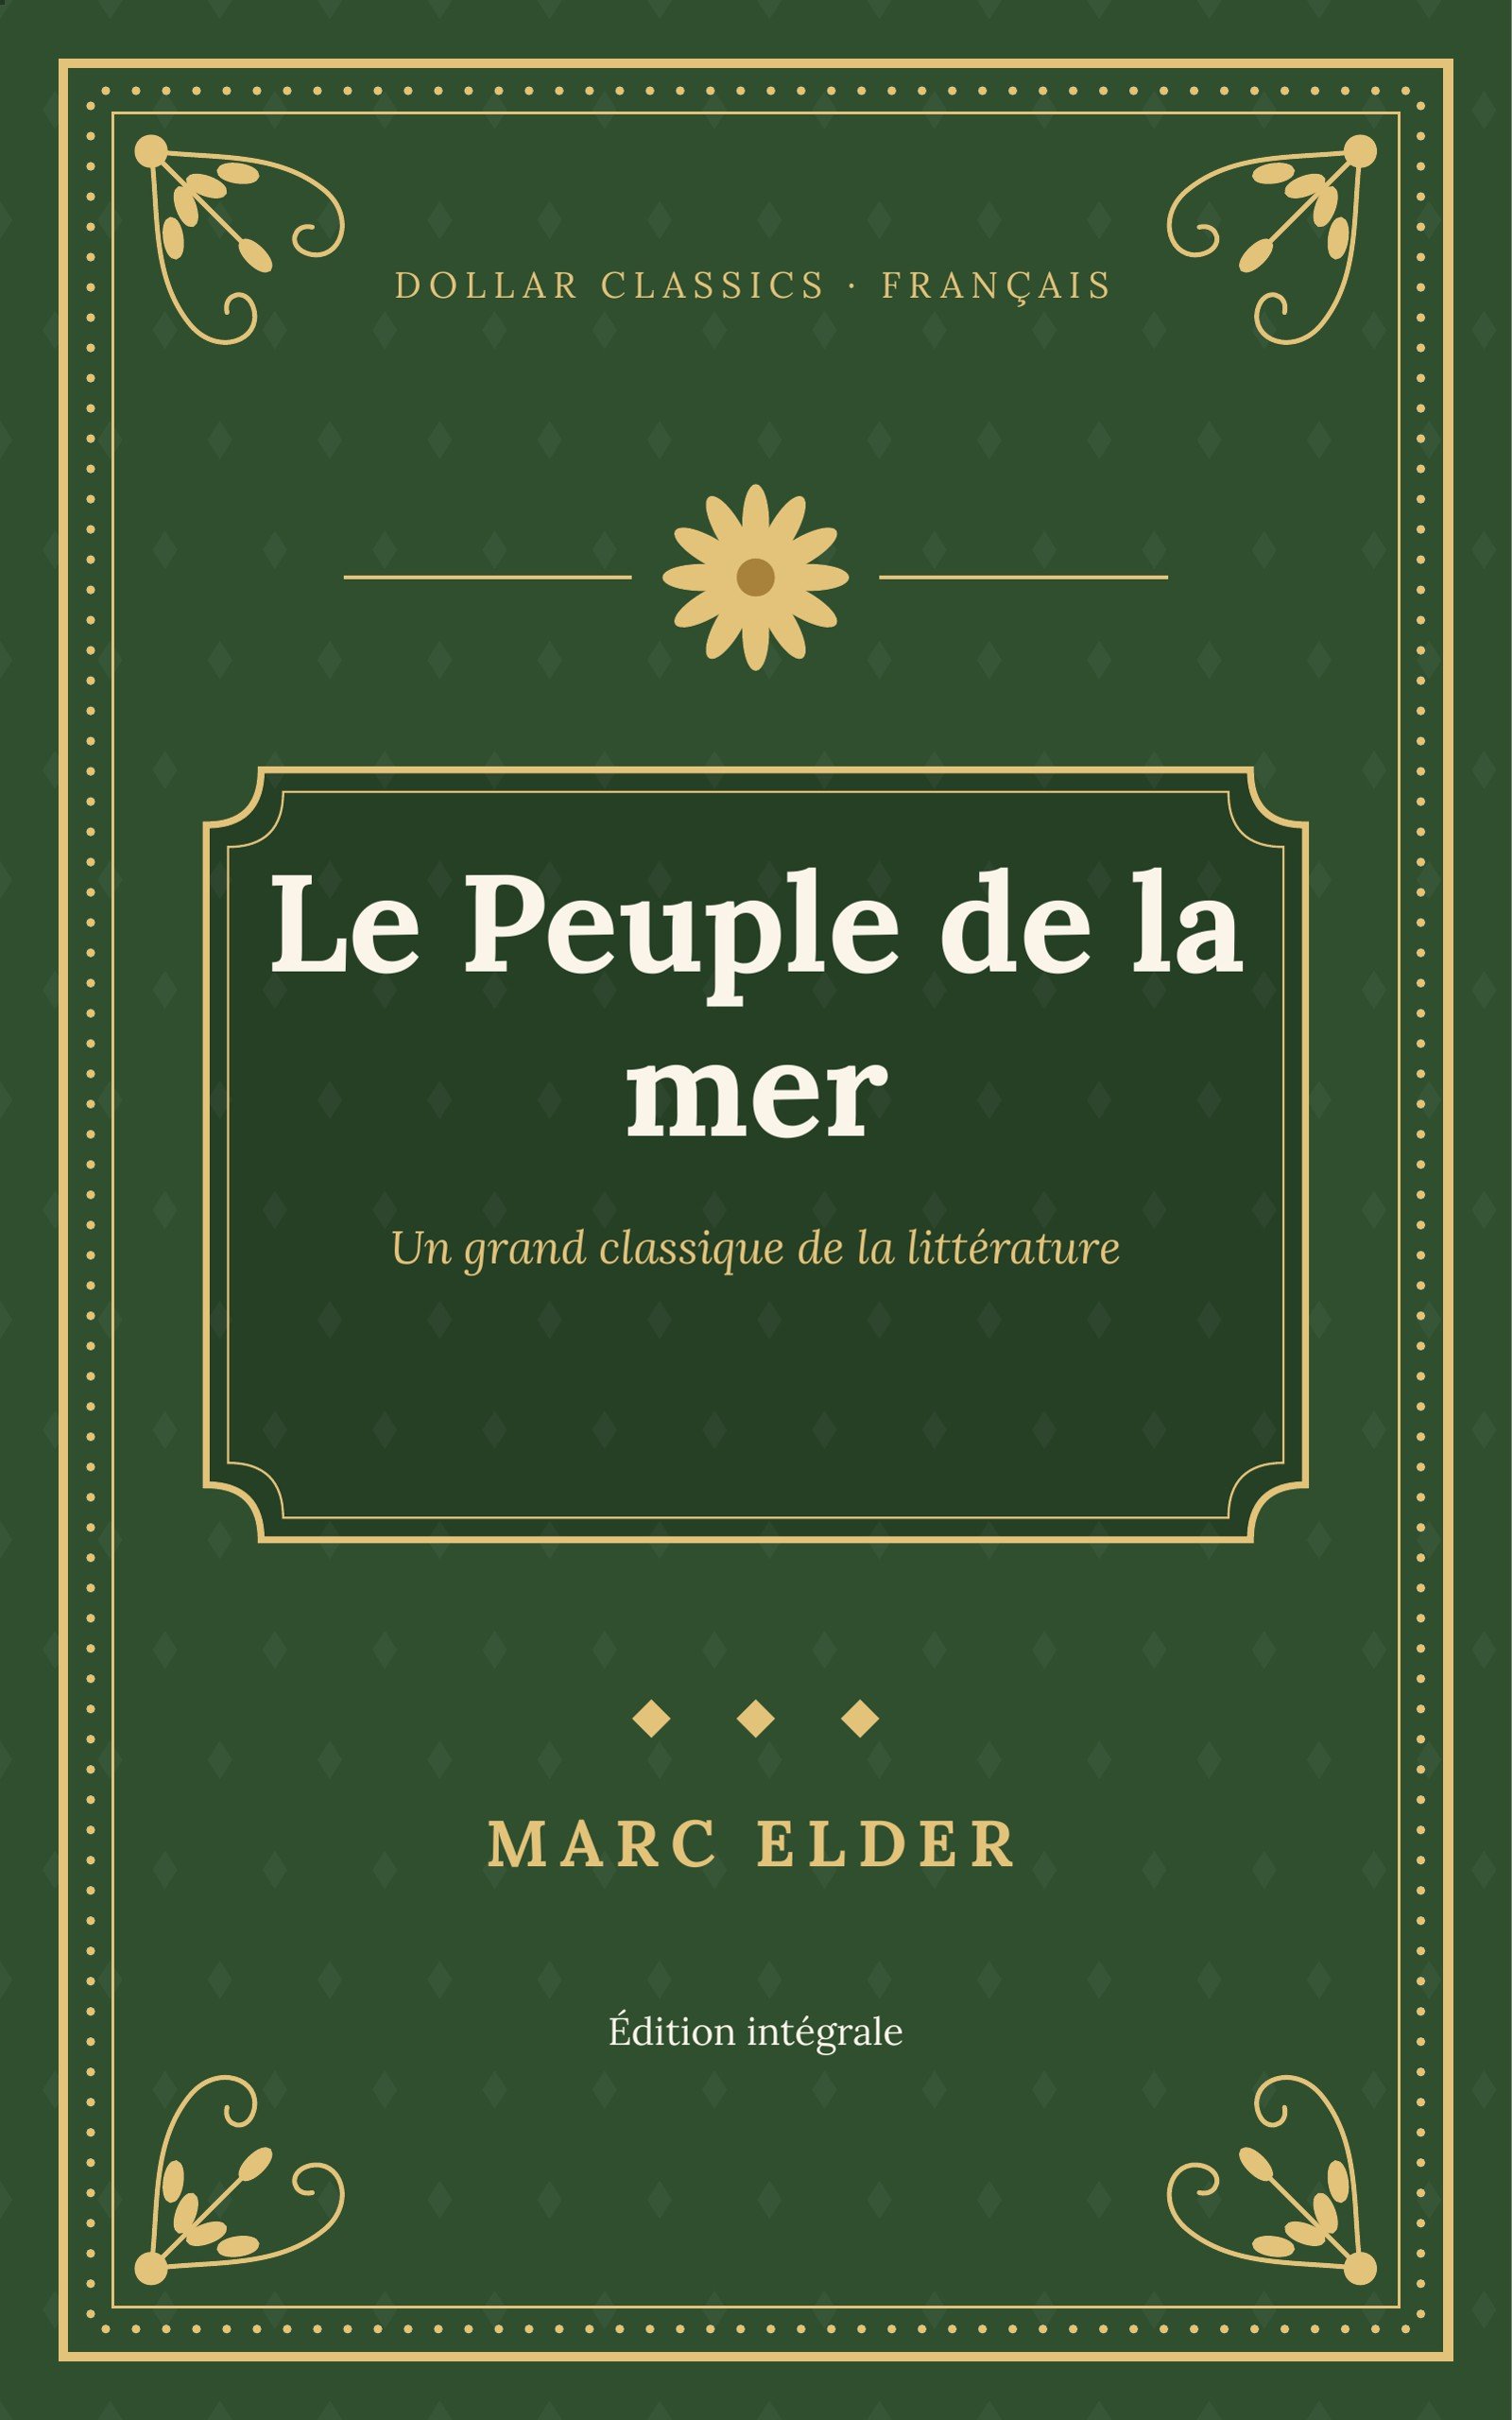 DOLLAR CLASSICS · FRANÇAIS
Le Peuple de la
mer
Un grand classique de la littérature
MARC ELDER
Édition intégrale